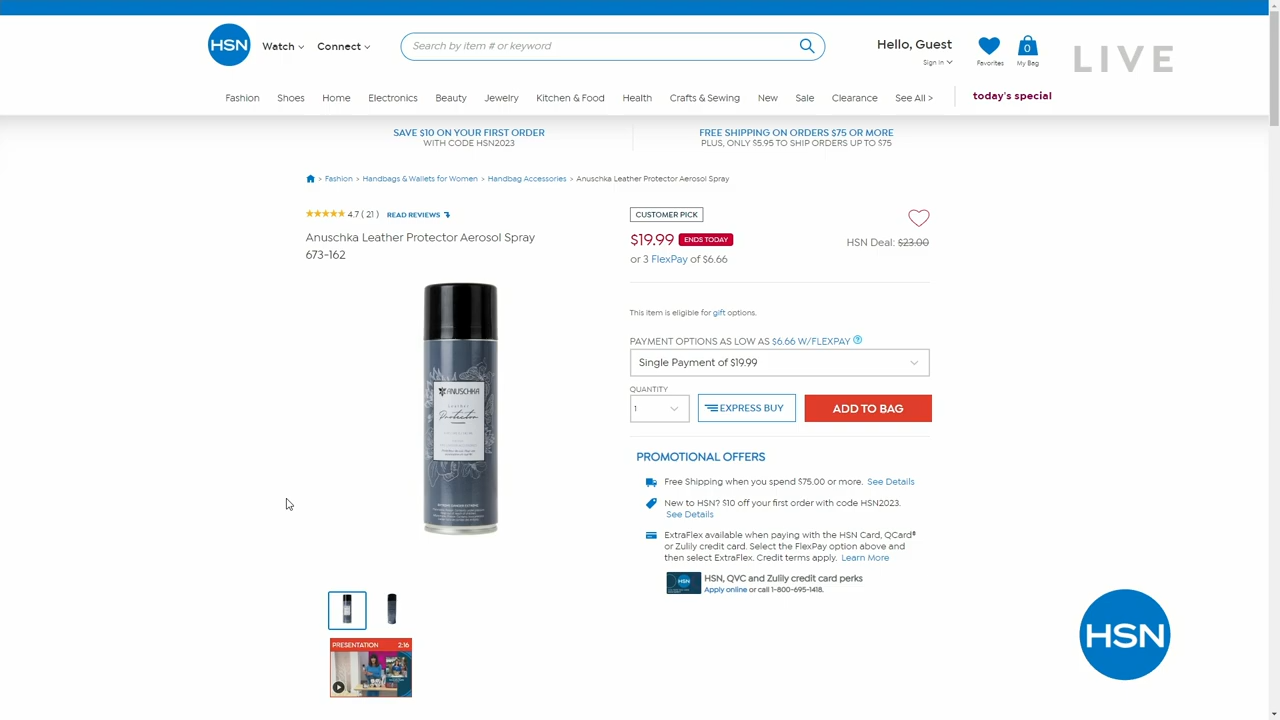 HSN
Watch
Connect
Search by item # or keyword
Hello, Guest
Sign In
Favorites
0
My Bag
LIVE
Fashion
Shoes
Home
Electronics
Beauty
Jewelry
Kitchen & Food
Health
Crafts & Sewing
New
Sale
Clearance
See All >
today's special
SAVE $10 ON YOUR FIRST ORDER
WITH CODE HSN2023
FREE SHIPPING ON ORDERS $75 OR MORE
PLUS, ONLY $5.95 TO SHIP ORDERS UP TO $75
> Fashion > Handbags & Wallets for Women > Handbag Accessories > Anuschka Leather Protector Aerosol Spray
4.7 ( 21 ) READ REVIEWS
Anuschka Leather Protector Aerosol Spray
673-162
ANUSCHKA
Leather
Protector
CUSTOMER PICK
$19.99 ENDS TODAY
HSN Deal: $23.00
or 3 FlexPay of $6.66
This item is eligible for gift options.
PAYMENT OPTIONS AS LOW AS $6.66 W/FLEXPAY ?
Single Payment of $19.99
QUANTITY
1
EXPRESS BUY
ADD TO BAG
PROMOTIONAL OFFERS
Free Shipping when you spend $75.00 or more. See Details
New to HSN? $10 off your first order with code HSN2023.
See Details
ExtraFlex available when paying with the HSN Card, QCard®
or Zulily credit card. Select the FlexPay option above and
then select ExtraFlex. Credit terms apply. Learn More
HSN
HSN, QVC and Zulily credit card perks
Apply online or call 1-800-695-1418.
PRESENTATION 2:16
HSN